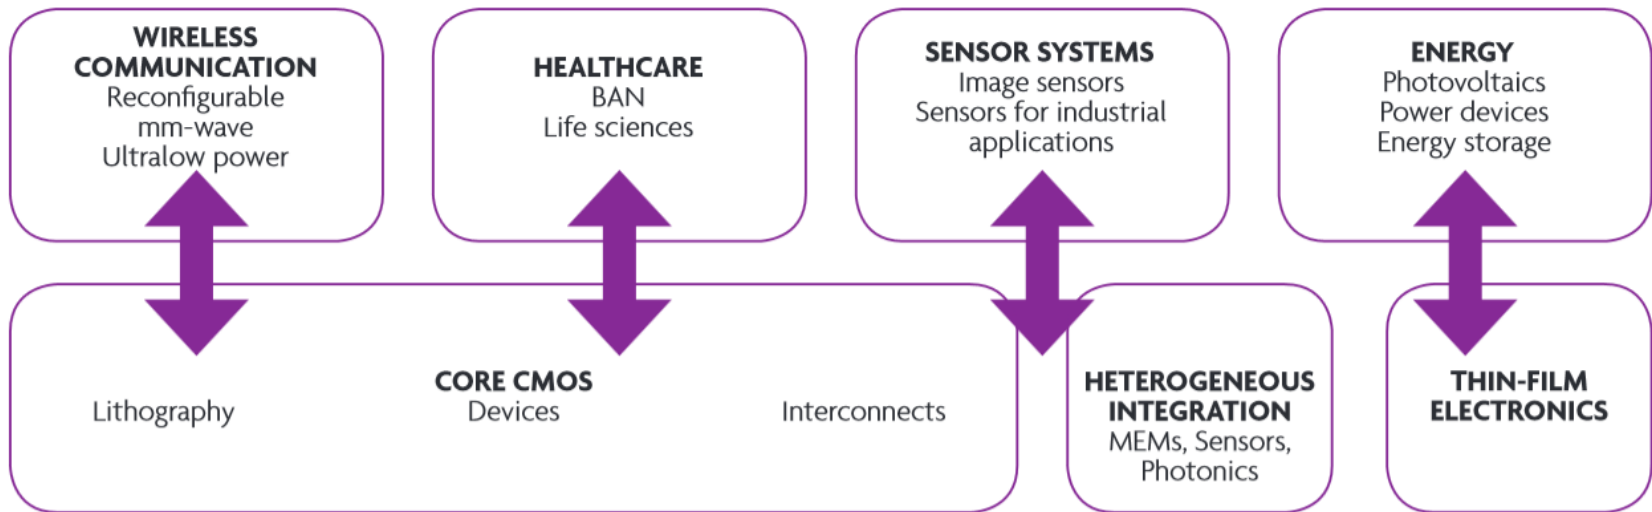 WIRELESS
COMMUNICATION
Reconfigurable
mm-wave
Ultralow power
HEALTHCARE
BAN
Life sciences
SENSOR SYSTEMS
Image sensors
Sensors for industrial
applications
ENERGY
Photovoltaics
Power devices
Energy storage
CORE CMOS
Lithography
Devices
Interconnects
HETEROGENEOUS
INTEGRATION
MEMs, Sensors,
Photonics
THIN-FILM
ELECTRONICS